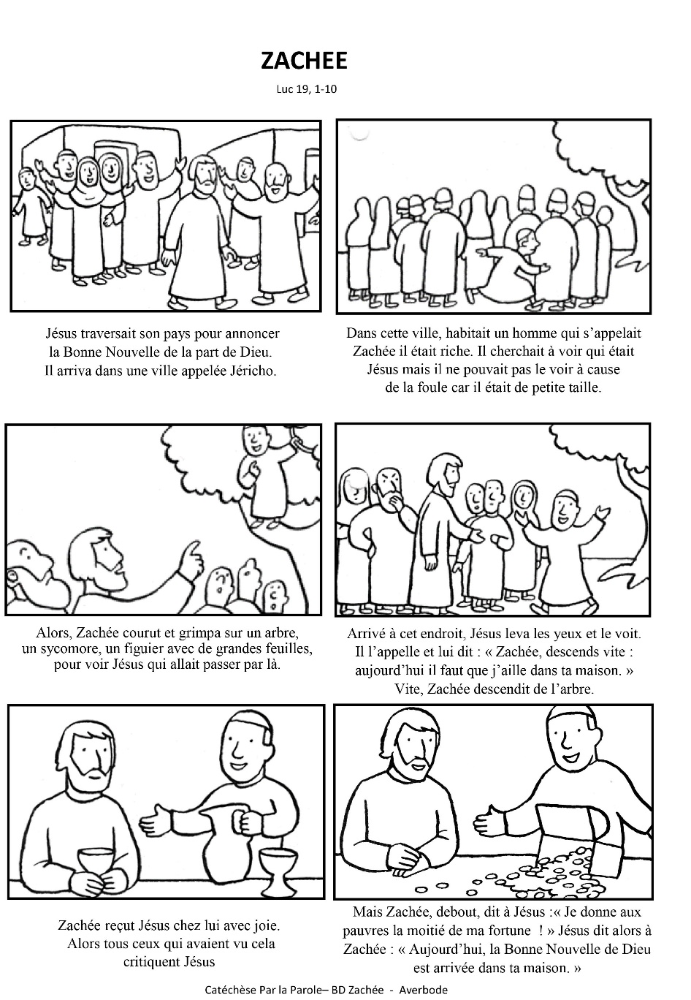 ZACHEE
Luc 19, 1-10
Jésus traversait son pays pour annoncer
la Bonne Nouvelle de la part de Dieu.
Il arriva dans une ville appelée Jéricho.
Dans cette ville, habitait un homme qui s’appelait
Zachée il était riche. Il cherchait à voir qui était
Jésus mais il ne pouvait pas le voir à cause
de la foule car il était de petite taille.
Alors, Zachée courut et grimpa sur un arbre,
un sycomore, un figuier avec de grandes feuilles,
pour voir Jésus qui allait passer par là.
Arrivé à cet endroit, Jésus leva les yeux et le voit.
Il l’appelle et lui dit : « Zachée, descends vite :
aujourd’hui il faut que j’aille dans ta maison. »
Vite, Zachée descendit de l’arbre.
Zachée reçut Jésus chez lui avec joie.
Alors tous ceux qui avaient vu cela
critiquent Jésus
Mais Zachée, debout, dit à Jésus :« Je donne aux
pauvres la moitié de ma fortune  ! » Jésus dit alors à
Zachée : « Aujourd’hui, la Bonne Nouvelle de Dieu
est arrivée dans ta maison. »
Catéchèse Par la Parole– BD Zachée  -  Averbode